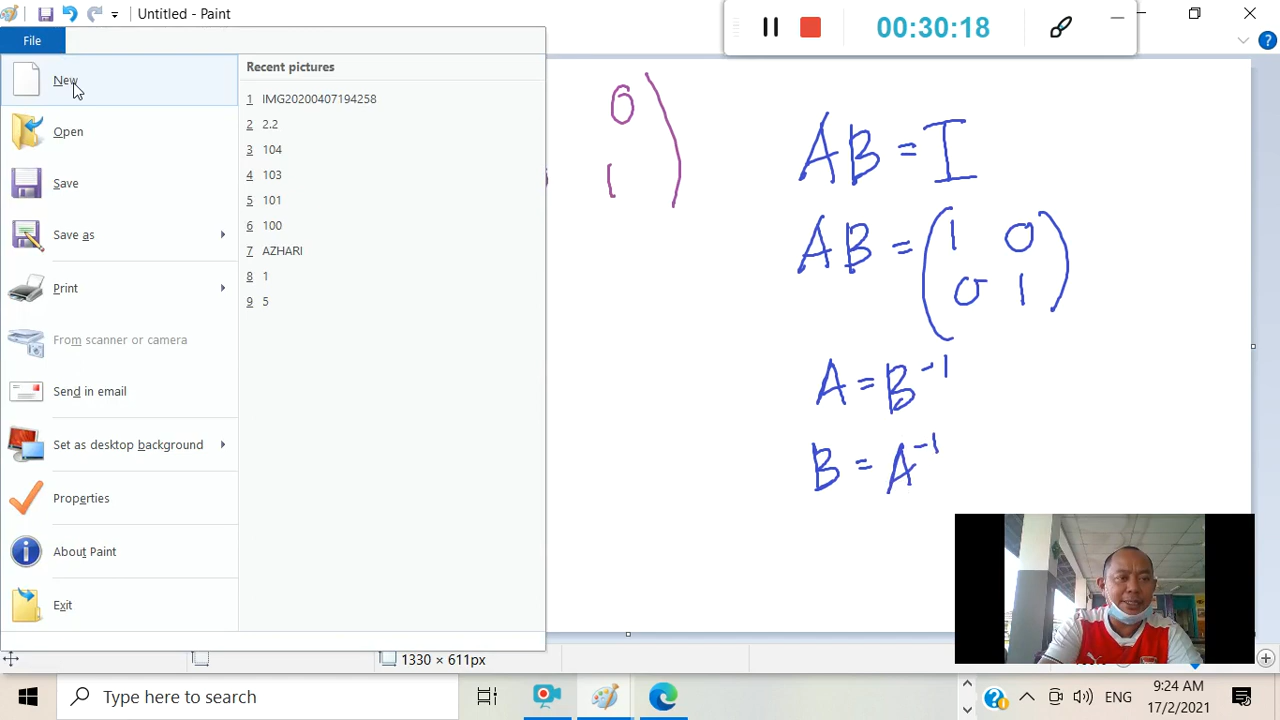 Untitled - Paint
00:30:18
File
New
Open
Save
Save as
Print
From scanner or camera
Send in email
Set as desktop background
Properties
About Paint
Exit
Recent pictures
1 IMG20200407194258
2 2.2
3 104
4 103
5 101
6 100
7 AZHARI
8 1
9 5
0
1
AB = I
AB = (1 0
0 1)
A = B⁻¹
B = A⁻¹
1330 × 611px
Type here to search
ENG
9:24 AM
17/2/2021